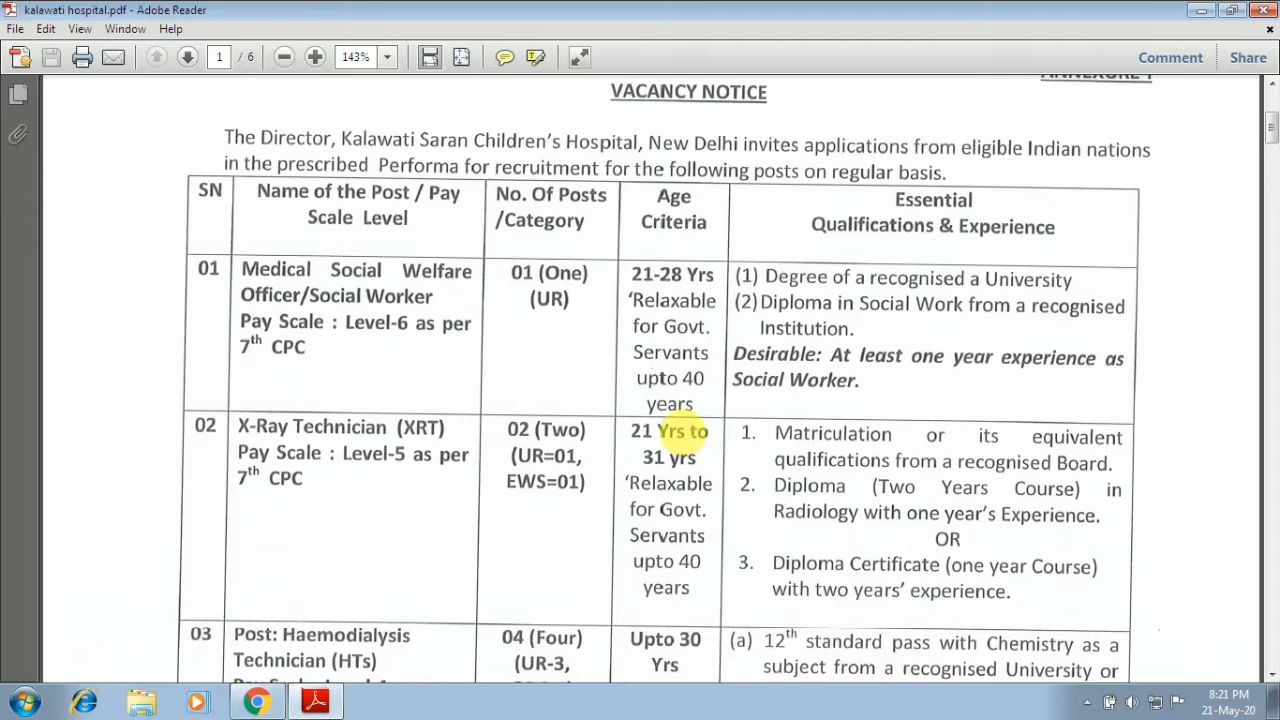 kalawati hospital.pdf - Adobe Reader
File Edit View Window Help
1 / 6 143% Comment Share
VACANCY NOTICE
The Director, Kalawati Saran Children's Hospital, New Delhi invites applications from eligible Indian nations
in the prescribed Performa for recruitment for the following posts on regular basis.
SN
Name of the Post / Pay
Scale Level
No. Of Posts
/Category
Age
Criteria
Essential
Qualifications & Experience
01
Medical Social Welfare
Officer/Social Worker
Pay Scale : Level-6 as per
7th CPC
01 (One)
(UR)
21-28 Yrs
‘Relaxable
for Govt.
Servants
upto 40
years
(1) Degree of a recognised a University
(2) Diploma in Social Work from a recognised
Institution.
Desirable: At least one year experience as
Social Worker.
02
X-Ray Technician (XRT)
Pay Scale : Level-5 as per
7th CPC
02 (Two)
(UR=01,
EWS=01)
21 Yrs to
31 yrs
‘Relaxable
for Govt.
Servants
upto 40
years
1. Matriculation or its equivalent
qualifications from a recognised Board.
2. Diploma (Two Years Course) in
Radiology with one year's Experience.
OR
3. Diploma Certificate (one year Course)
with two years' experience.
03
Post: Haemodialysis
Technician (HTs)
04 (Four)
(UR-3,
Upto 30
Yrs
(a) 12th standard pass with Chemistry as a
subject from a recognised University or
8:21 PM
21-May-20